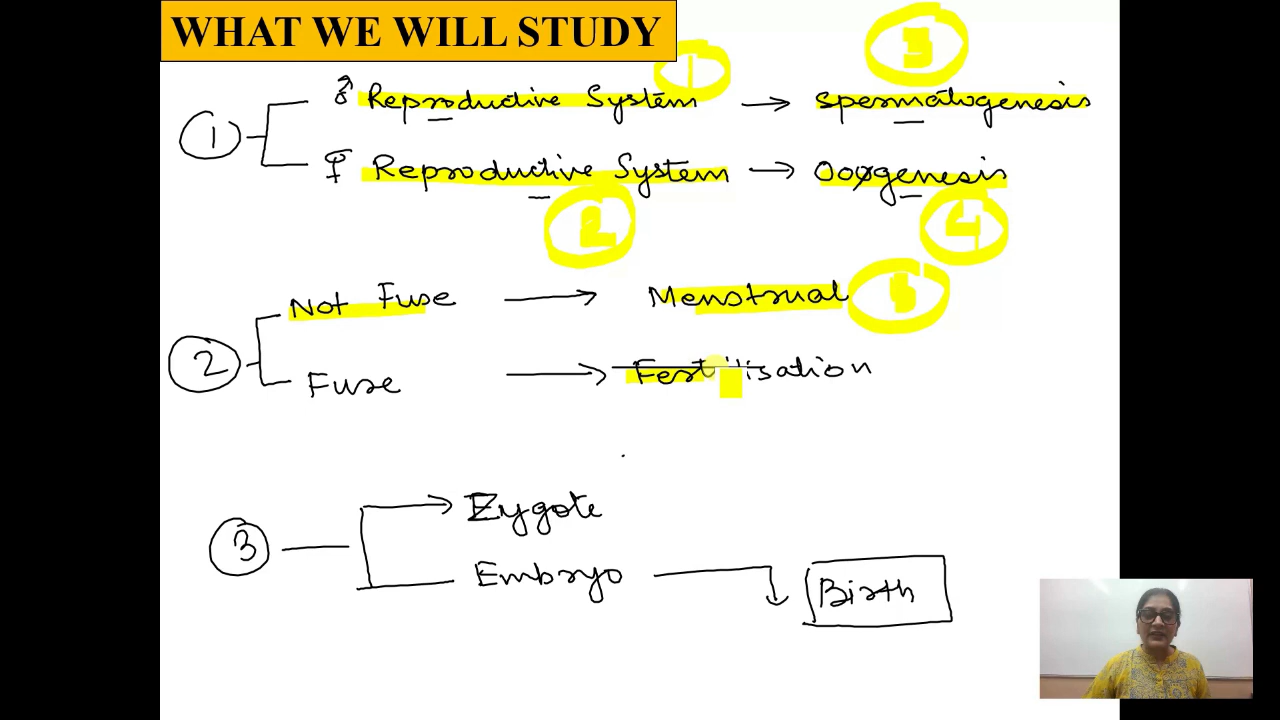 WHAT WE WILL STUDY
1 3
♂ Reproductive System → spermatogenesis
1
♀ Reproductive System → Oogenesis
2 4
Not Fuse → Menstrual 5
2
Fuse → Fertilisation
Zygote
3
Embryo
Birth